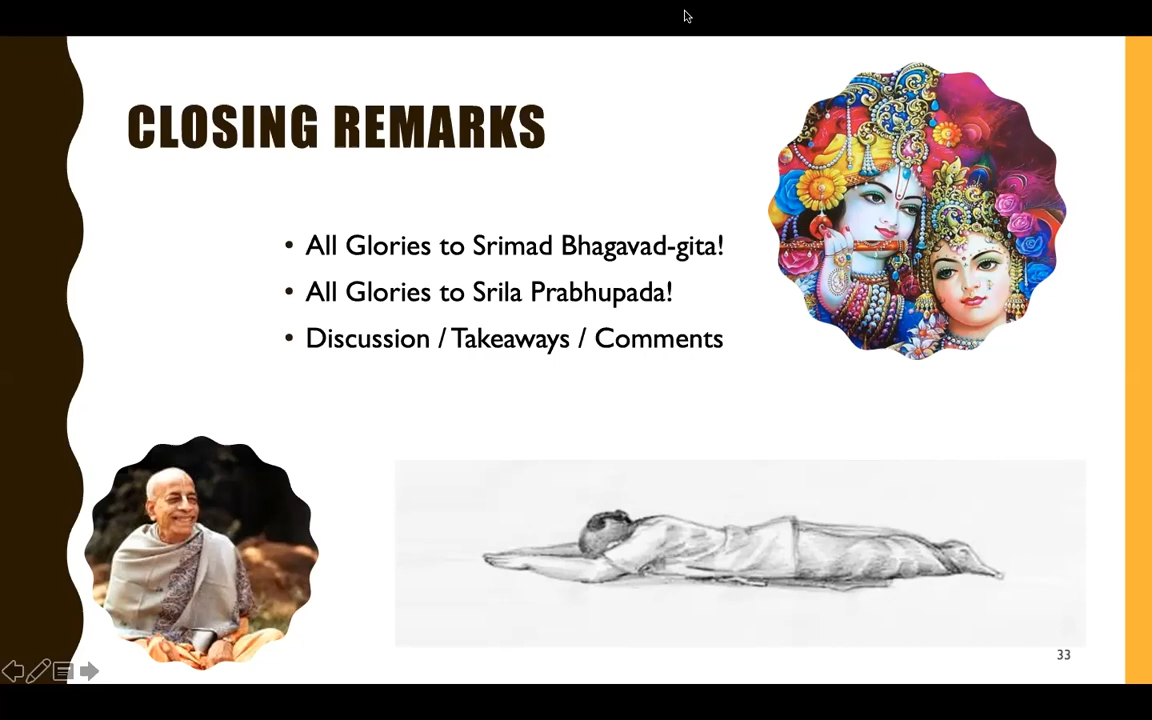 CLOSING REMARKS
• All Glories to Srimad Bhagavad-gita!
• All Glories to Srila Prabhupada!
• Discussion / Takeaways / Comments
33